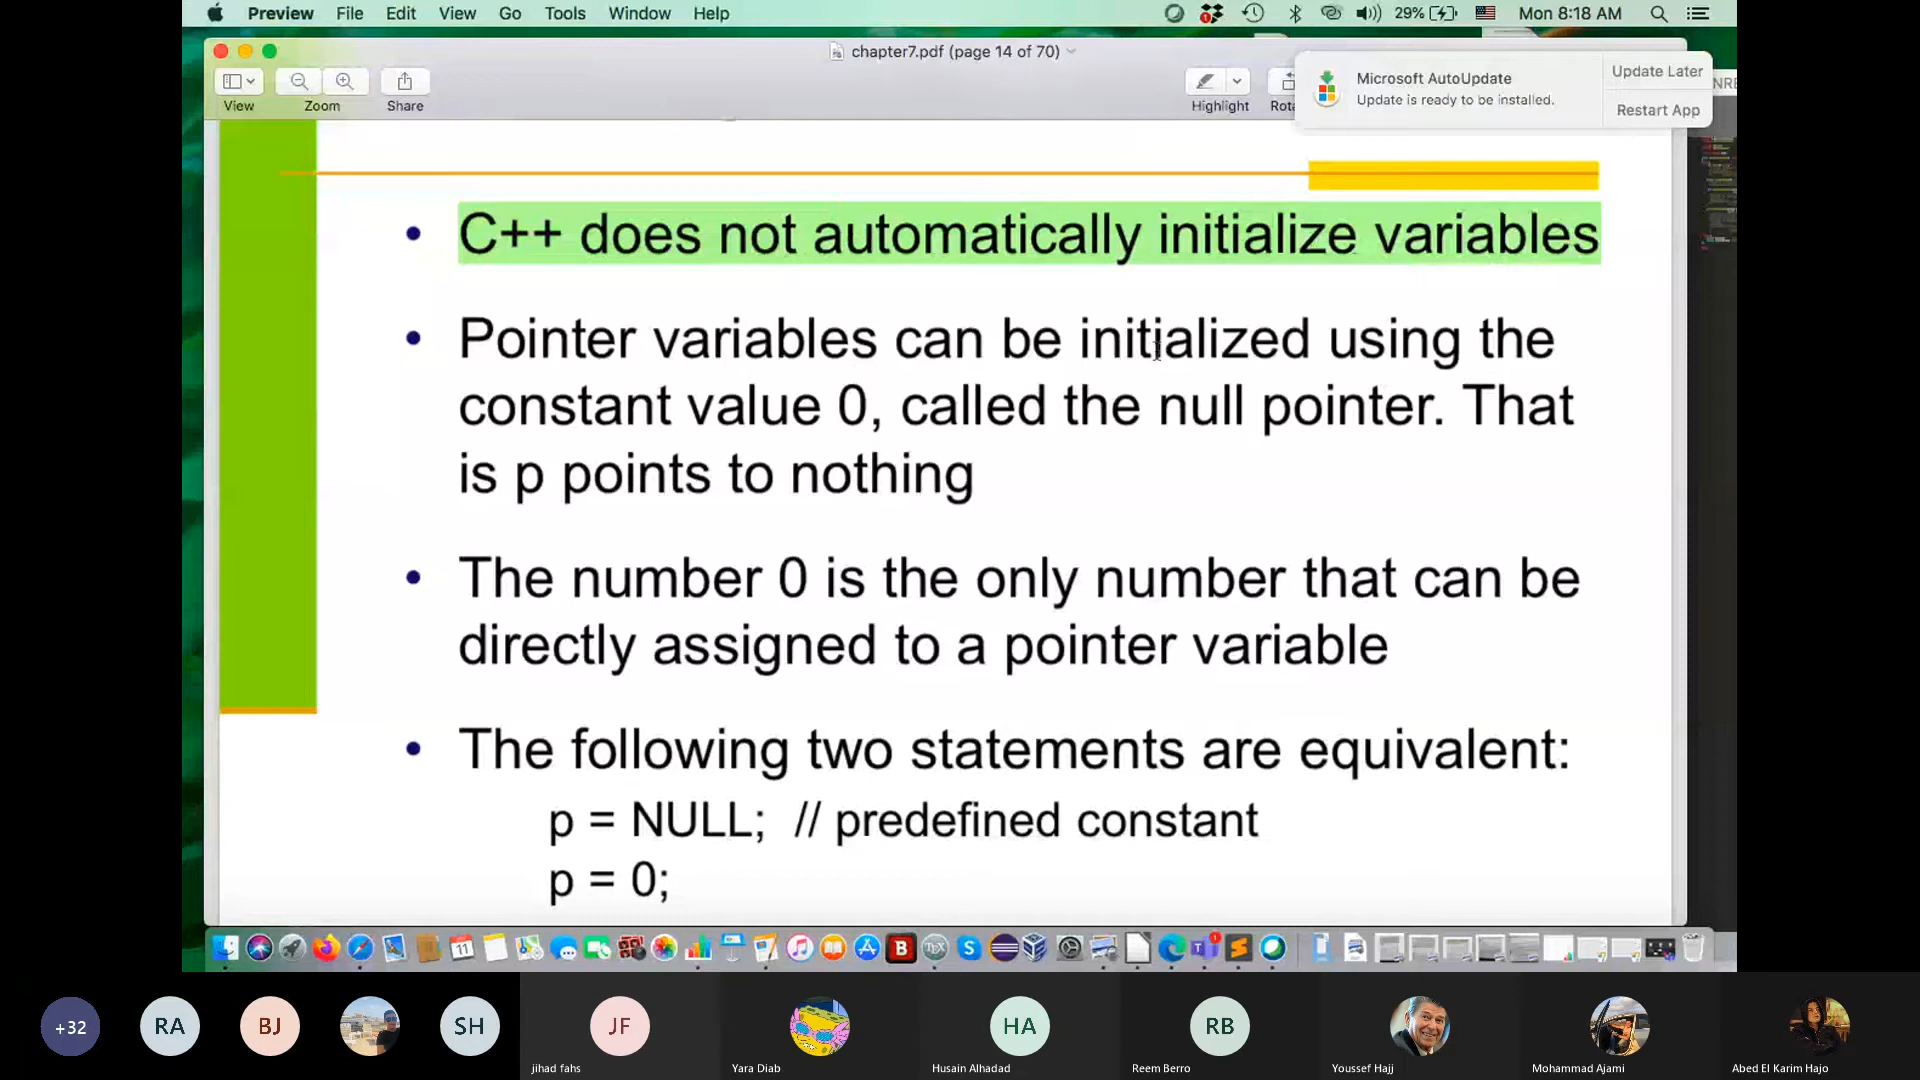 Preview File Edit View Go Tools Window Help
29% Mon 8:18 AM
chapter7.pdf (page 14 of 70)
View Zoom Share Highlight
Microsoft AutoUpdate
Update is ready to be installed.
Update Later
Restart App
• C++ does not automatically initialize variables
• Pointer variables can be initialized using the
constant value 0, called the null pointer. That
is p points to nothing
• The number 0 is the only number that can be
directly assigned to a pointer variable
• The following two statements are equivalent:
p = NULL; // predefined constant
p = 0;
+32 RA BJ SH JF HA RB
jihad fahs Yara Diab Husain Alhadad Reem Berro Youssef Hajj Mohammad Ajami Abed El Karim Hajo